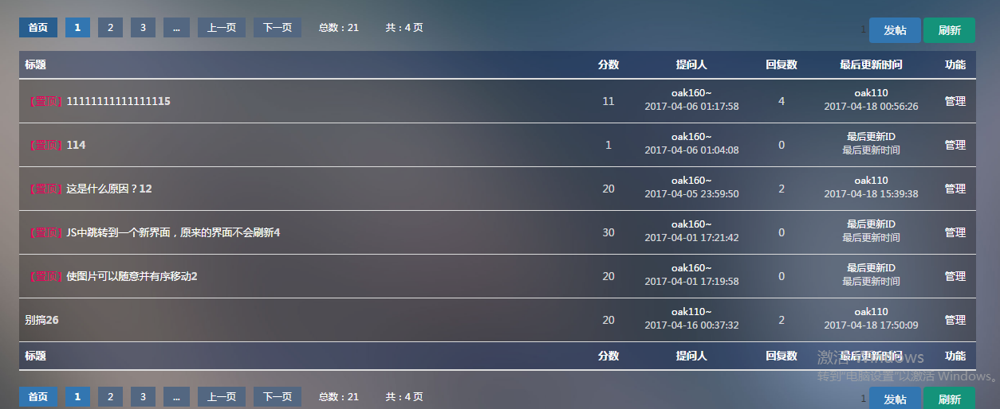 首页 1 2 3 ... 上一页 下一页 总数：21 共：4 页 1 发帖 刷新
标题 分数 提问人 回复数 最后更新时间 功能
【置顶】111111111111111115 11 oak160~ 4 oak110 管理
2017-04-06 01:17:58 2017-04-18 00:56:26
【置顶】114 1 oak160~ 0 最后更新ID 管理
2017-04-06 01:04:08 最后更新时间
【置顶】这是什么原因？12 20 oak160~ 2 oak110 管理
2017-04-05 23:59:50 2017-04-18 15:39:38
【置顶】JS中跳转到一个新界面，原来的界面不会刷新4 30 oak160~ 0 最后更新ID 管理
2017-04-01 17:21:42 最后更新时间
【置顶】使图片可以随意并有序移动2 20 oak160~ 0 最后更新ID 管理
2017-04-01 17:19:58 最后更新时间
别搞26 20 oak110~ 2 oak110 管理
2017-04-16 00:37:32 2017-04-18 17:50:09
标题 分数 提问人 回复数 最后更新时间 功能
激活 Windows
转到"电脑设置"以激活 Windows。
首页 1 2 3 ... 上一页 下一页 总数：21 共：4 页 1 发帖 刷新